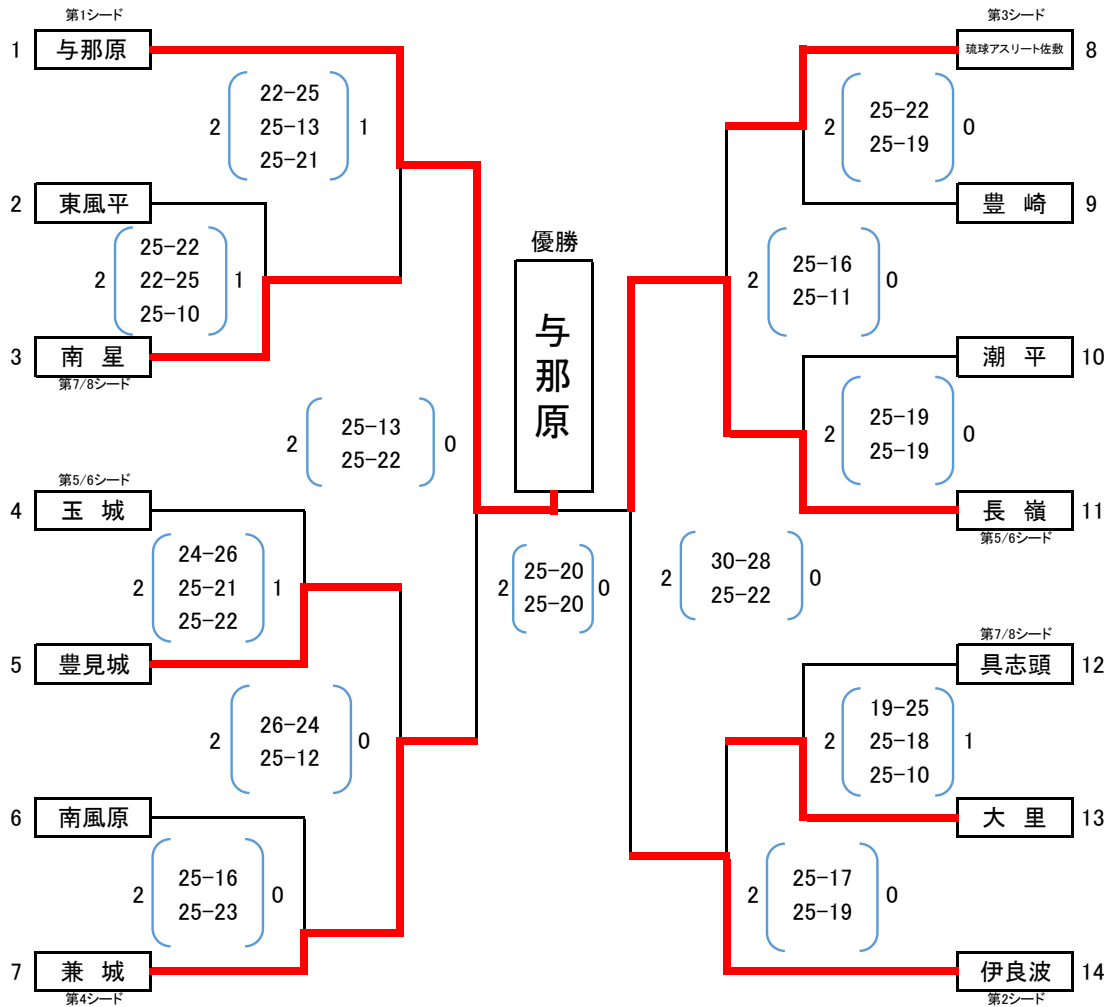 第1シード
1 与那原
22-25
2 25-13 1
25-21
2 東風平
25-22
2 22-25 1
25-10
3 南 星
第7/8シード
2 25-13 0
25-22
第5/6シード
4 玉 城
24-26
2 25-21 1
25-22
5 豊見城
2 26-24 0
25-12
6 南風原
2 25-16 0
25-23
7 兼 城
第4シード
優勝
与那原
2 25-20 0
25-20
第3シード
琉球アスリート佐敷 8
2 25-22 0
25-19
豊 崎 9
2 25-16 0
25-11
潮 平 10
2 25-19 0
25-19
長 嶺 11
第5/6シード
2 30-28 0
25-22
第7/8シード
具志頭 12
19-25
2 25-18 1
25-10
大 里 13
2 25-17 0
25-19
伊良波 14
第2シード